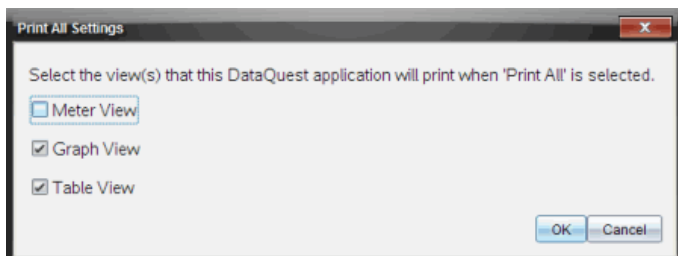 Print All Settings
Select the view(s) that this DataQuest application will print when 'Print All' is selected.
Meter View
Graph View
Table View
OK Cancel